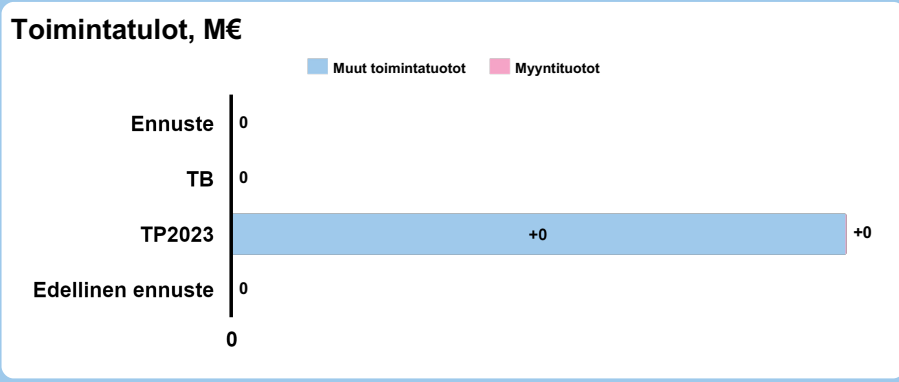 Toimintatulot, M€
Muut toimintatuotot Myyntituotot
Ennuste 0
TB 0
TP2023 +0 +0
Edellinen ennuste 0
0